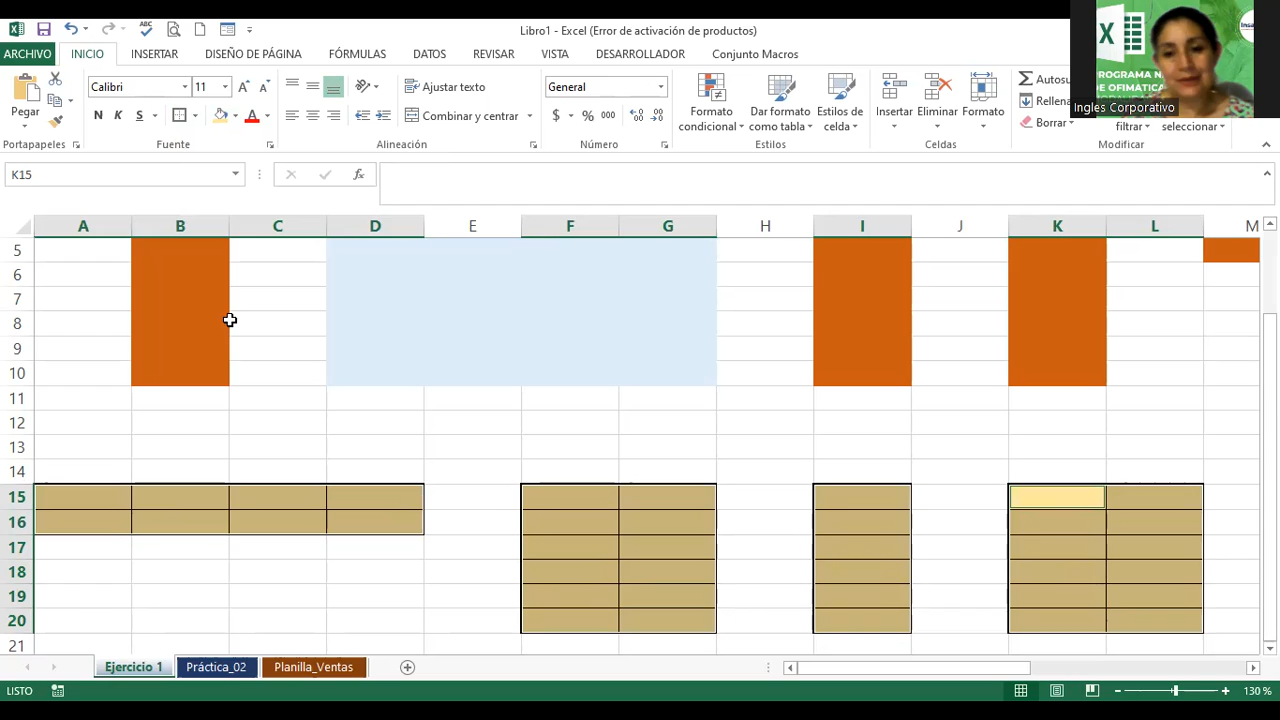 Libro1 - Excel (Error de activación de productos)
ARCHIVO INICIO INSERTAR DISEÑO DE PÁGINA FÓRMULAS DATOS REVISAR VISTA DESARROLLADOR Conjunto Macros
Pegar
Calibri 11
N K S
Ajustar texto
Combinar y centrar
General
$ % 000
Formato condicional
Dar formato como tabla
Estilos de celda
Insertar Eliminar Formato
Autosu
Rellena
Borrar
filtrar seleccionar
PROGRAMA N
DE OFIMÁTICA
Ingles Corporativo
Portapapeles Fuente Alineación Número Estilos Celdas Modificar
K15 fx
A B C D E F G H I J K L M
5
6
7
8
9
10
11
12
13
14
15
16
17
18
19
20
21
Ejercicio 1 Práctica_02 Planilla_Ventas
LISTO 130 %